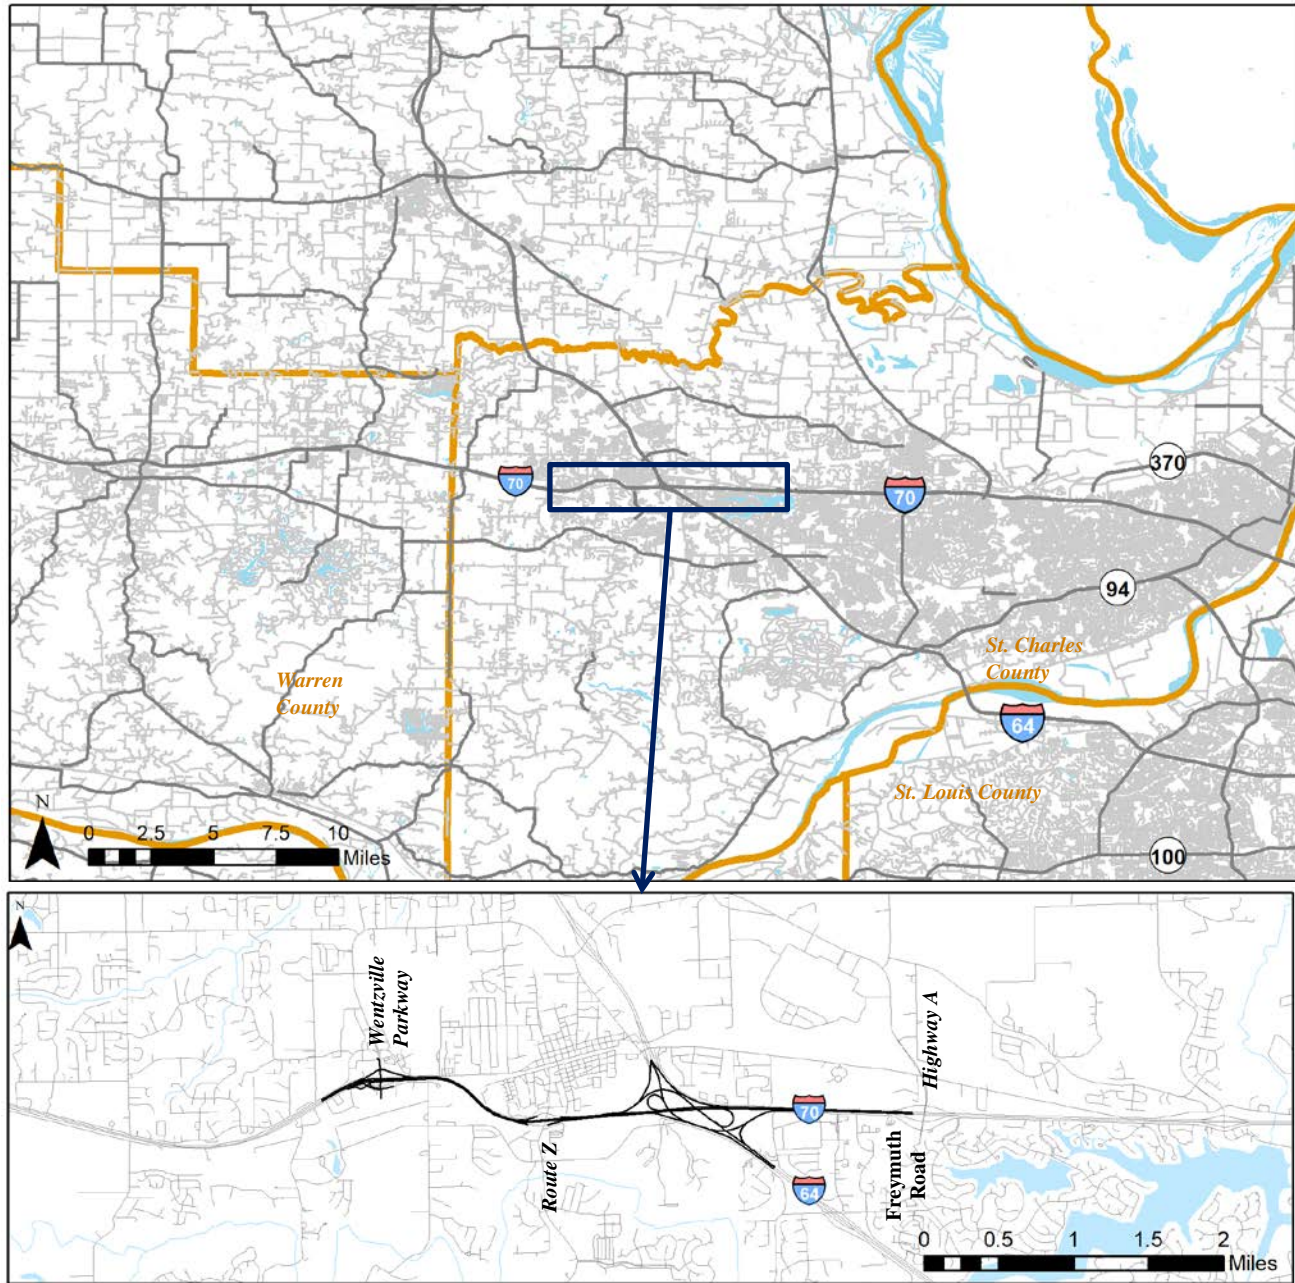 370
70
70
94
St. Charles
County
Warren
County
64
St. Louis County
N
0 2.5 5 7.5 10
Miles
100
N
Wentzville
Parkway
Highway A
70
Route Z
Freymuth
Road
64
0 0.5 1 1.5 2
Miles